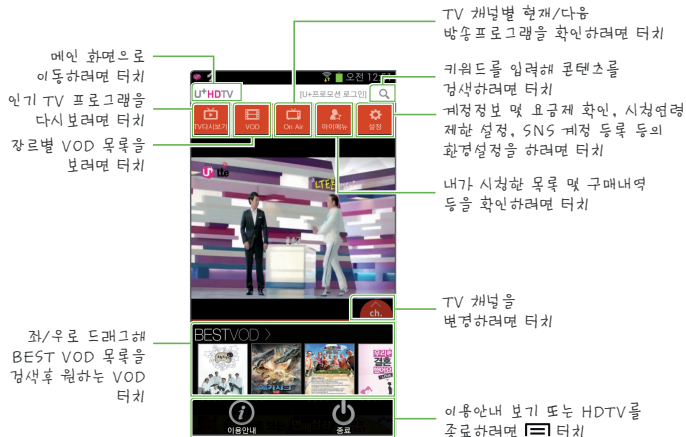 TV 채널별 현재/다음
방송프로그램을 확인하려면 터치
메인 화면으로
이동하려면 터치
인기 TV 프로그램을
다시보려면 터치
장르별 VOD 목록을
보려면 터치
키워드를 입력해 콘텐츠를
검색하려면 터치
계정정보 및 요금제 확인, 시청연령
제한 설정, SNS 계정 등록 등의
환경설정을 하려면 터치
내가 시청한 목록 및 구매내역
등을 확인하려면 터치
오전 12:51
U+HDTV
[U+프로모션 로그인]
TV다시보기 VOD On Air 마이메뉴 설정
U+ LTE
ch.
TV 채널을
변경하려면 터치
BESTVOD >
좌/우로 드래그해
BEST VOD 목록을
검색후 원하는 VOD
터치
결혼
이용안내 종료
이용안내 보기 또는 HDTV를
종료하려면 터치